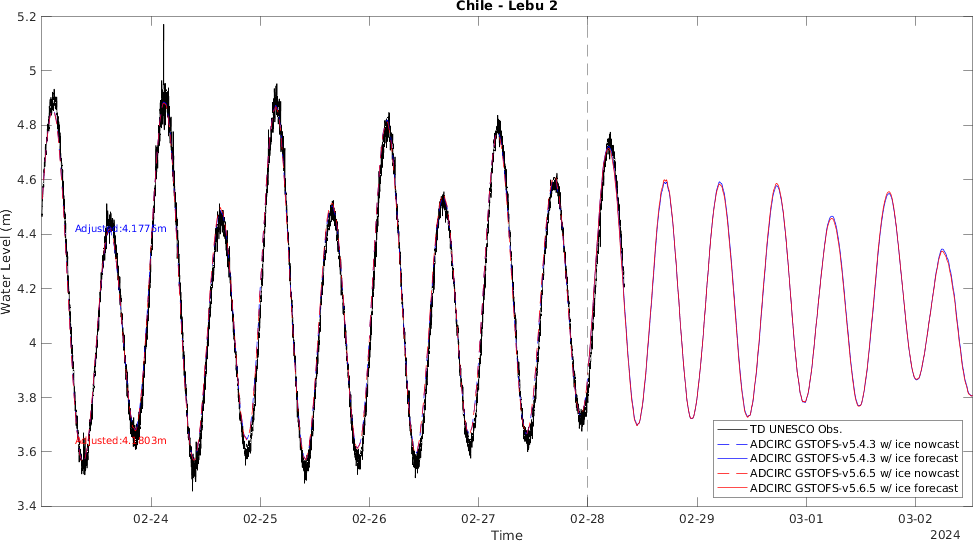 Chile - Lebu 2
5.2
5
4.8
4.6
4.4
4.2
4
3.8
3.6
3.4
Water Level (m)
Adjusted:4.1775m
TD UNESCO Obs.
ADCIRC GSTOFS-v5.4.3 w/ ice nowcast
ADCIRC GSTOFS-v5.4.3 w/ ice forecast
ADCIRC GSTOFS-v5.6.5 w/ ice nowcast
ADCIRC GSTOFS-v5.6.5 w/ ice forecast
02-24
02-25
02-26
02-27
02-28
02-29
03-01
03-02
Time
2024